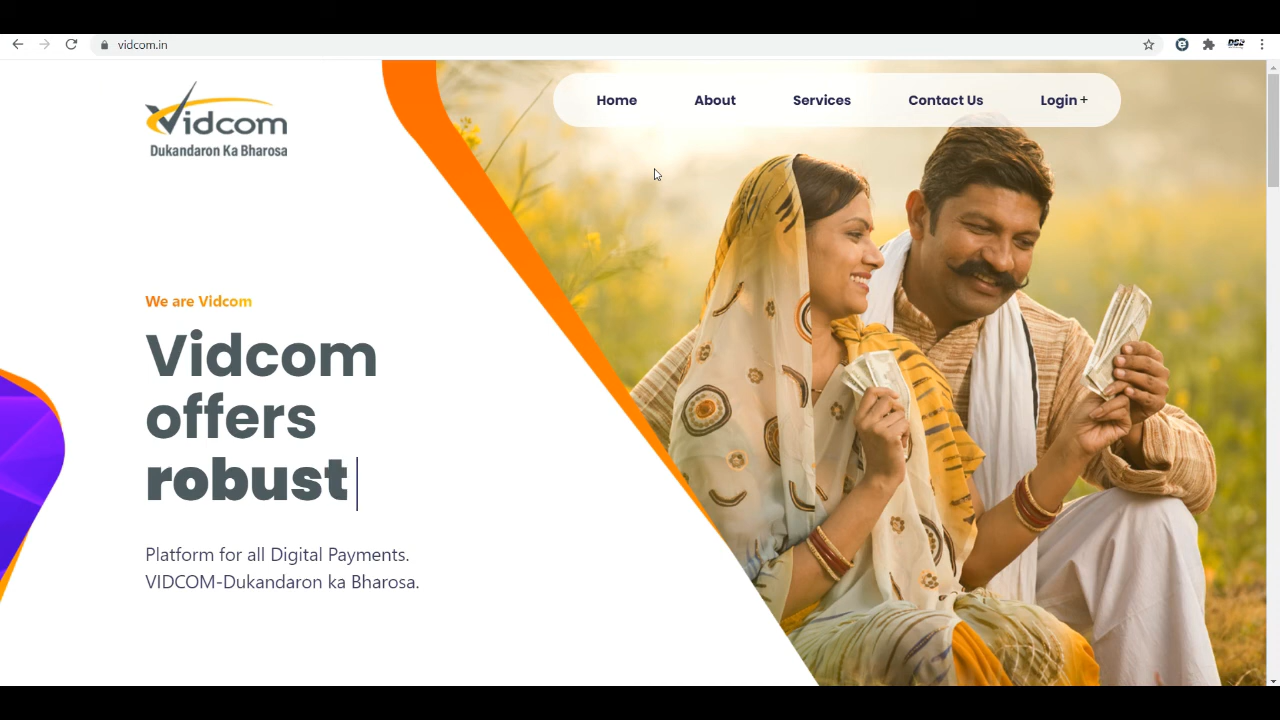 vidcom.in
Vidcom
Dukandaron Ka Bharosa
Home About Services Contact Us Login +
We are Vidcom
Vidcom
offers
robust
Platform for all Digital Payments.
VIDCOM-Dukandaron ka Bharosa.